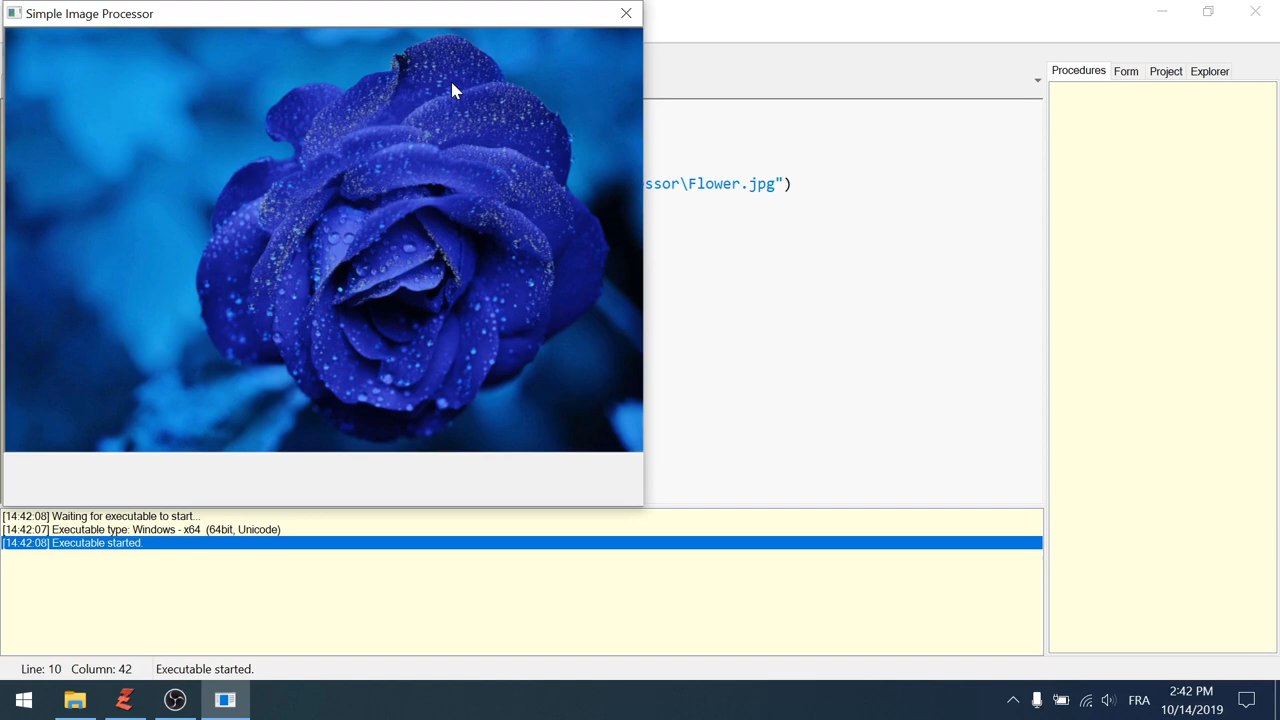 Simple Image Processor
Procedures Form Project Explorer
ssor\Flower.jpg")
[14:42:08] Waiting for executable to start...
[14:42:07] Executable type: Windows - x64 (64bit, Unicode)
[14:42:08] Executable started.
Line: 10 Column: 42 Executable started.
FRA
2:42 PM
10/14/2019